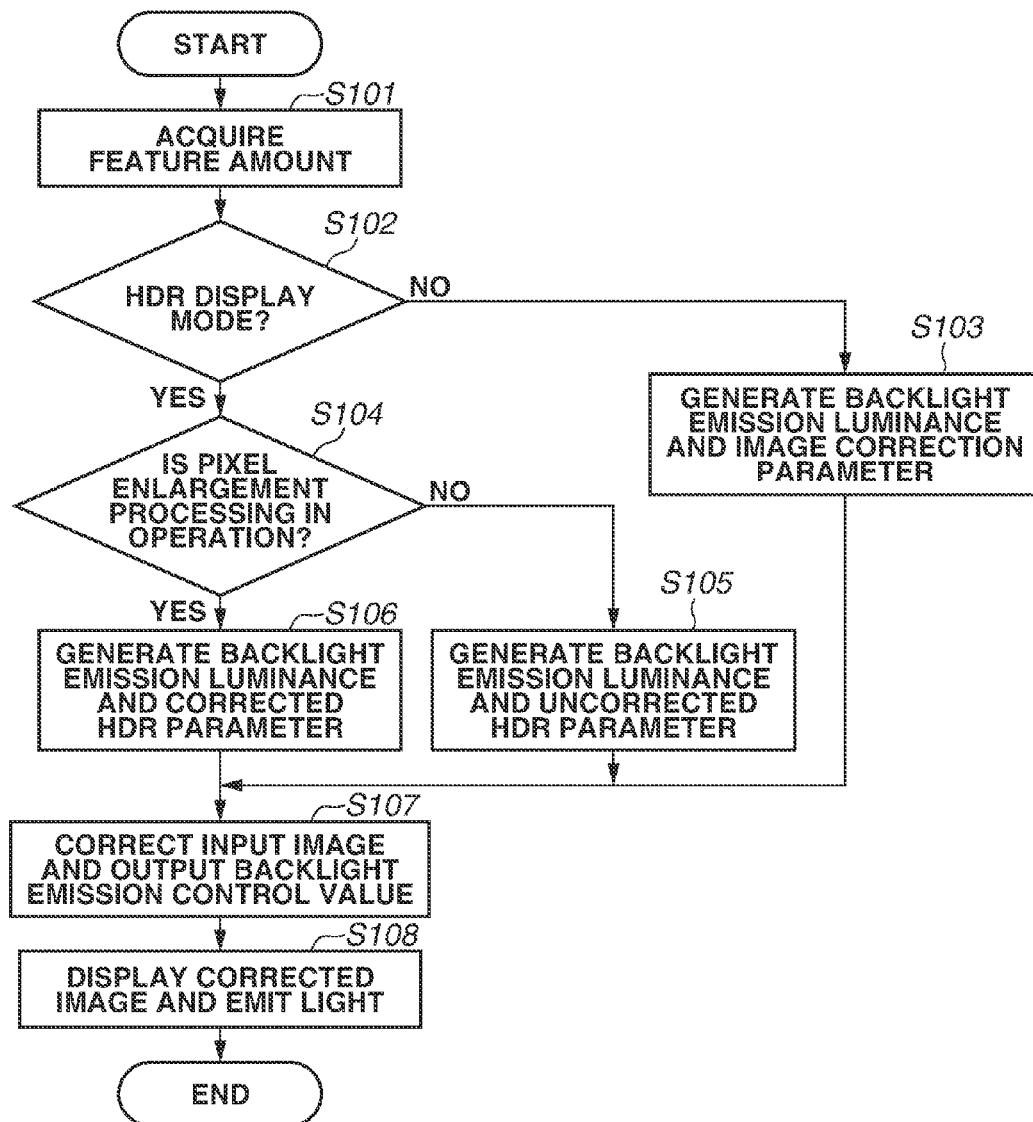 START
S101
ACQUIRE
FEATURE AMOUNT
S102
HDR DISPLAY
MODE?
NO
YES
S103
GENERATE BACKLIGHT
EMISSION LUMINANCE
AND IMAGE CORRECTION
PARAMETER
S104
IS PIXEL
ENLARGEMENT
PROCESSING IN
OPERATION?
NO
YES
S105
GENERATE BACKLIGHT
EMISSION LUMINANCE
AND UNCORRECTED
HDR PARAMETER
S106
GENERATE BACKLIGHT
EMISSION LUMINANCE
AND CORRECTED
HDR PARAMETER
S107
CORRECT INPUT IMAGE
AND OUTPUT BACKLIGHT
EMISSION CONTROL VALUE
S108
DISPLAY CORRECTED
IMAGE AND EMIT LIGHT
END